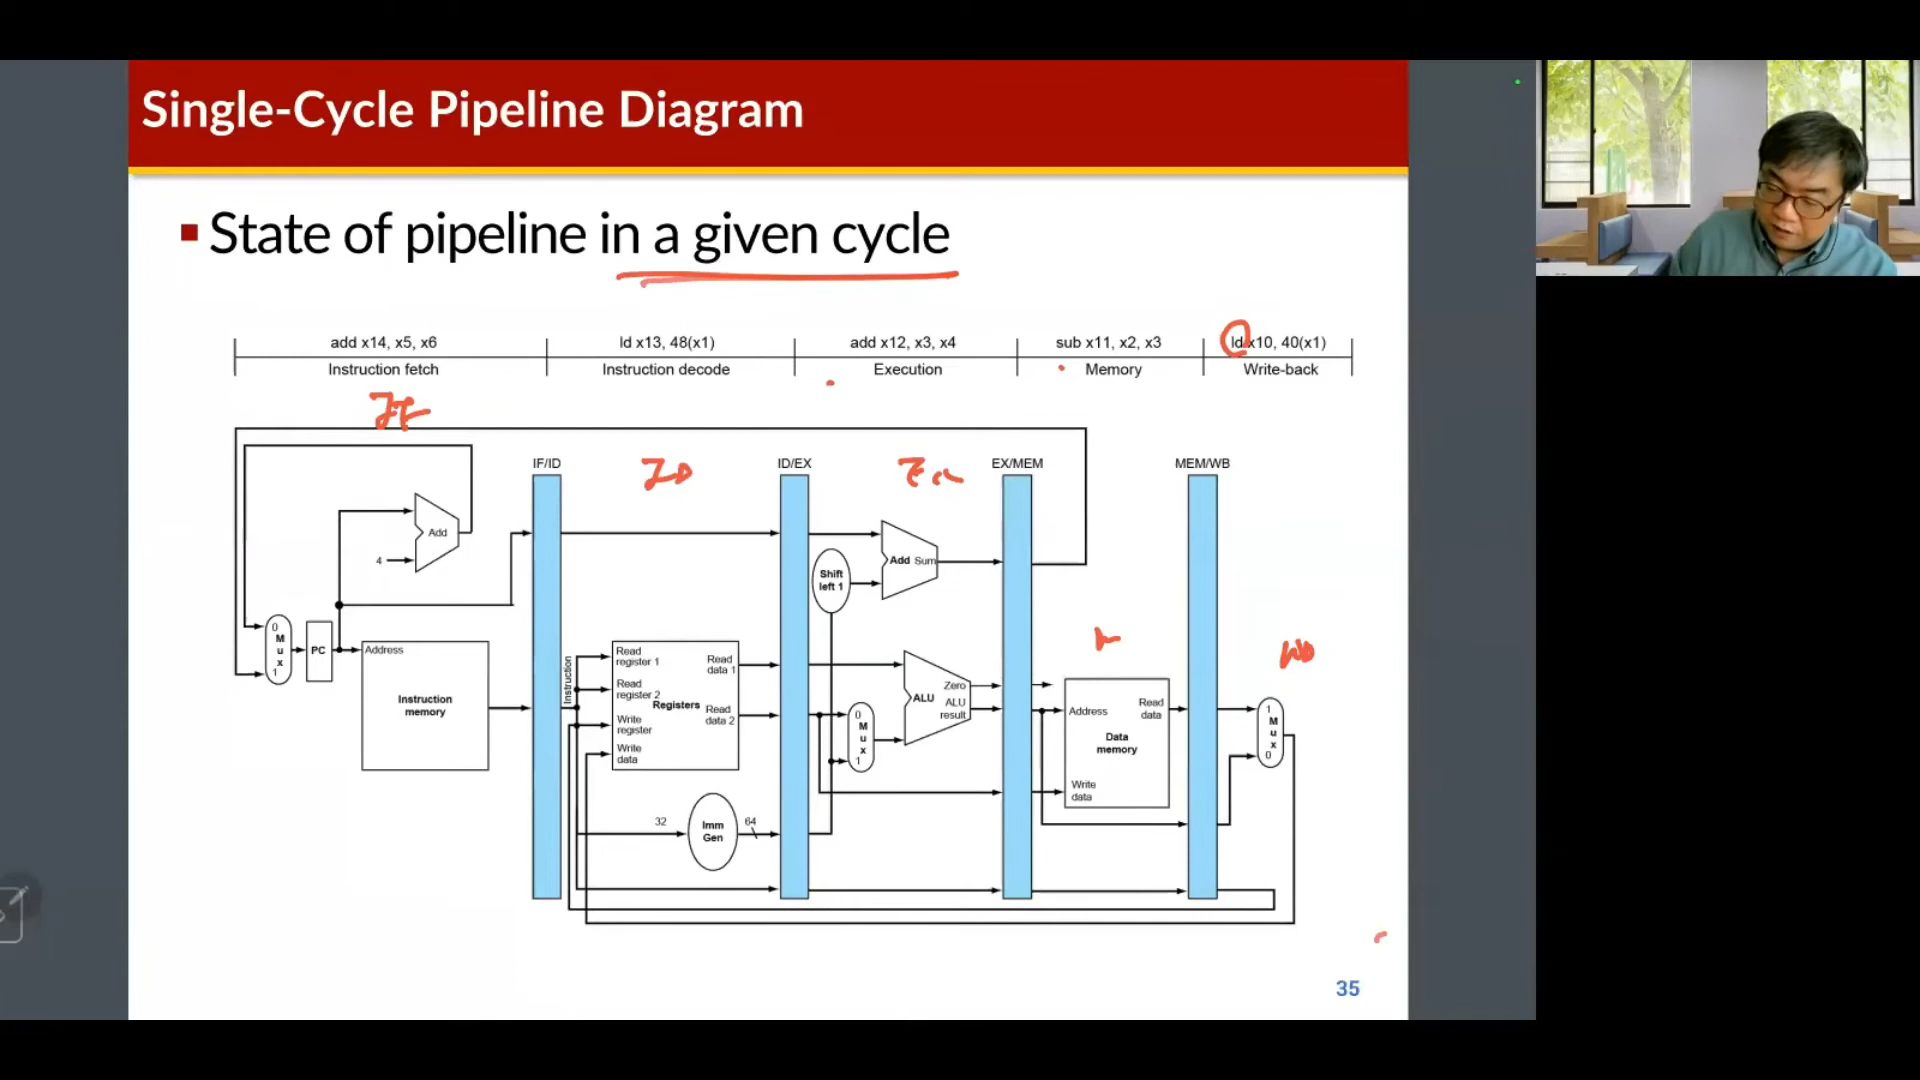 Single-Cycle Pipeline Diagram
▪ State of pipeline in a given cycle
add x14, x5, x6
ld x13, 48(x1)
add x12, x3, x4
sub x11, x2, x3
ld x10, 40(x1)
Instruction fetch
Instruction decode
Execution
Memory
Write-back
IF
IF/ID
ID
ID/EX
Ex
EX/MEM
MEM/WB
Add
4
Add Sum
Shift
left 1
0
M
u
x
1
PC
Address
Instruction
memory
Instruction
Read
register 1
Read
register 2
Write
register
Write
data
Registers
Read
data 1
Read
data 2
0
M
u
x
1
Zero
ALU
ALU
result
Address
Read
data
Data
memory
Write
data
WB
1
M
u
x
0
32
Imm
Gen
64
35